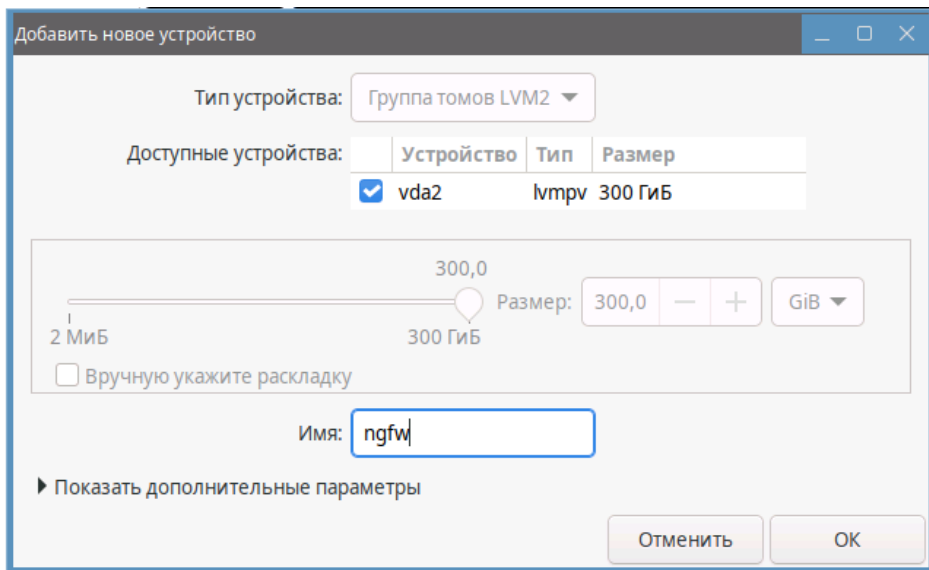 Добавить новое устройство
Тип устройства: Группа томов LVM2
Доступные устройства: Устройство Тип Размер
vda2 lvmpv 300 ГиБ
300,0
Размер: 300,0 GiB
2 МиБ 300 ГиБ
Вручную укажите раскладку
Имя: ngfw
Показать дополнительные параметры
Отменить ОК